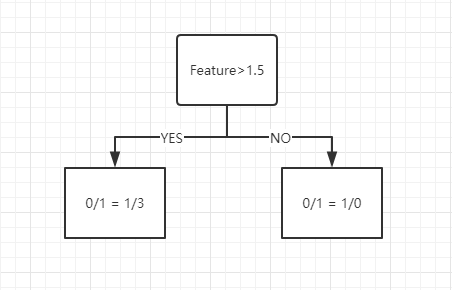 Feature>1.5
YES
NO
0/1 = 1/3
0/1 = 1/0